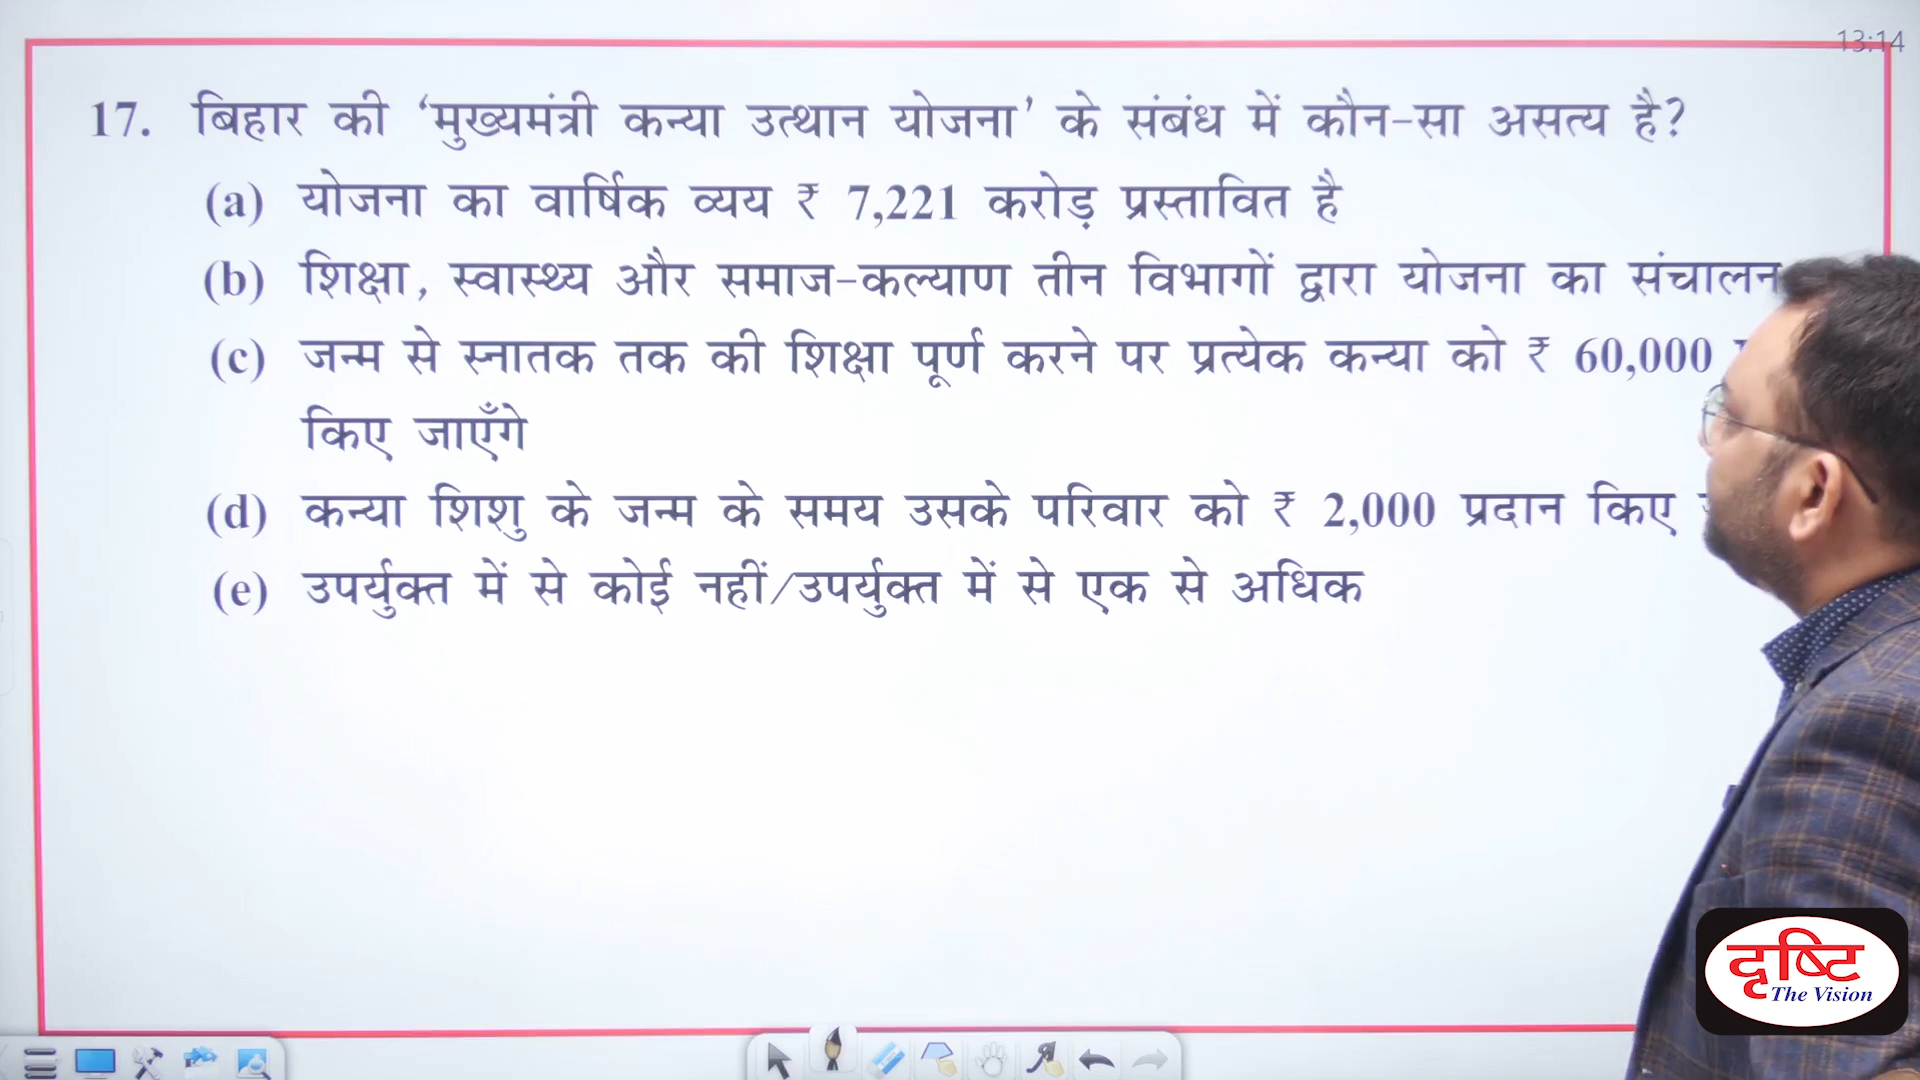 13:14
17. बिहार की ‘मुख्यमंत्री कन्या उत्थान योजना’ के संबंध में कौन-सा असत्य है?
(a) योजना का वार्षिक व्यय ₹ 7,221 करोड़ प्रस्तावित है
(b) शिक्षा, स्वास्थ्य और समाज-कल्याण तीन विभागों द्वारा योजना का संचालन
(c) जन्म से स्नातक तक की शिक्षा पूर्ण करने पर प्रत्येक कन्या को ₹ 60,000
किए जाएँगे
(d) कन्या शिशु के जन्म के समय उसके परिवार को ₹ 2,000 प्रदान किए
(e) उपर्युक्त में से कोई नहीं/उपर्युक्त में से एक से अधिक
दृष्टि
The Vision